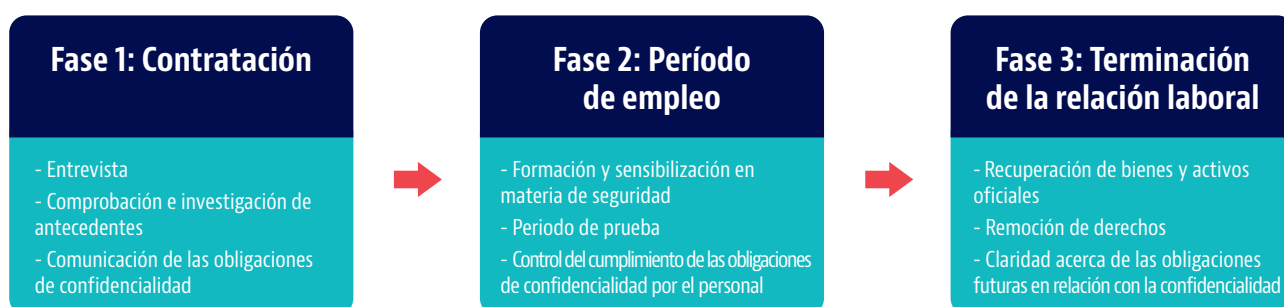 Fase 1: Contratación
- Entrevista
- Comprobación e investigación de
antecedentes
- Comunicación de las obligaciones
de confidencialidad
Fase 2: Período
de empleo
- Formación y sensibilización en
materia de seguridad
- Periodo de prueba
- Control del cumplimiento de las obligaciones
de confidencialidad por el personal
Fase 3: Terminación
de la relación laboral
- Recuperación de bienes y activos
oficiales
- Remoción de derechos
- Claridad acerca de las obligaciones
futuras en relación con la confidencialidad